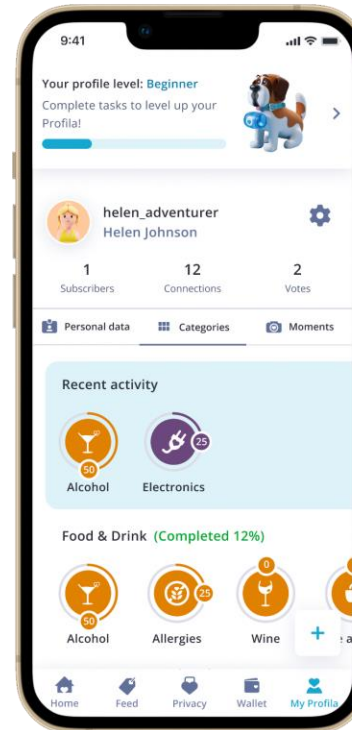 9:41
Your profile level: Beginner
Complete tasks to level up your
Profila!
helen_adventurer
Helen Johnson
1 12 2
Subscribers Connections Votes
Personal data Categories Moments
Recent activity
50 25
Alcohol Electronics
Food & Drink (Completed 12%)
0
25
50
Alcohol Allergies Wine
+
Home Feed Privacy Wallet My Profila